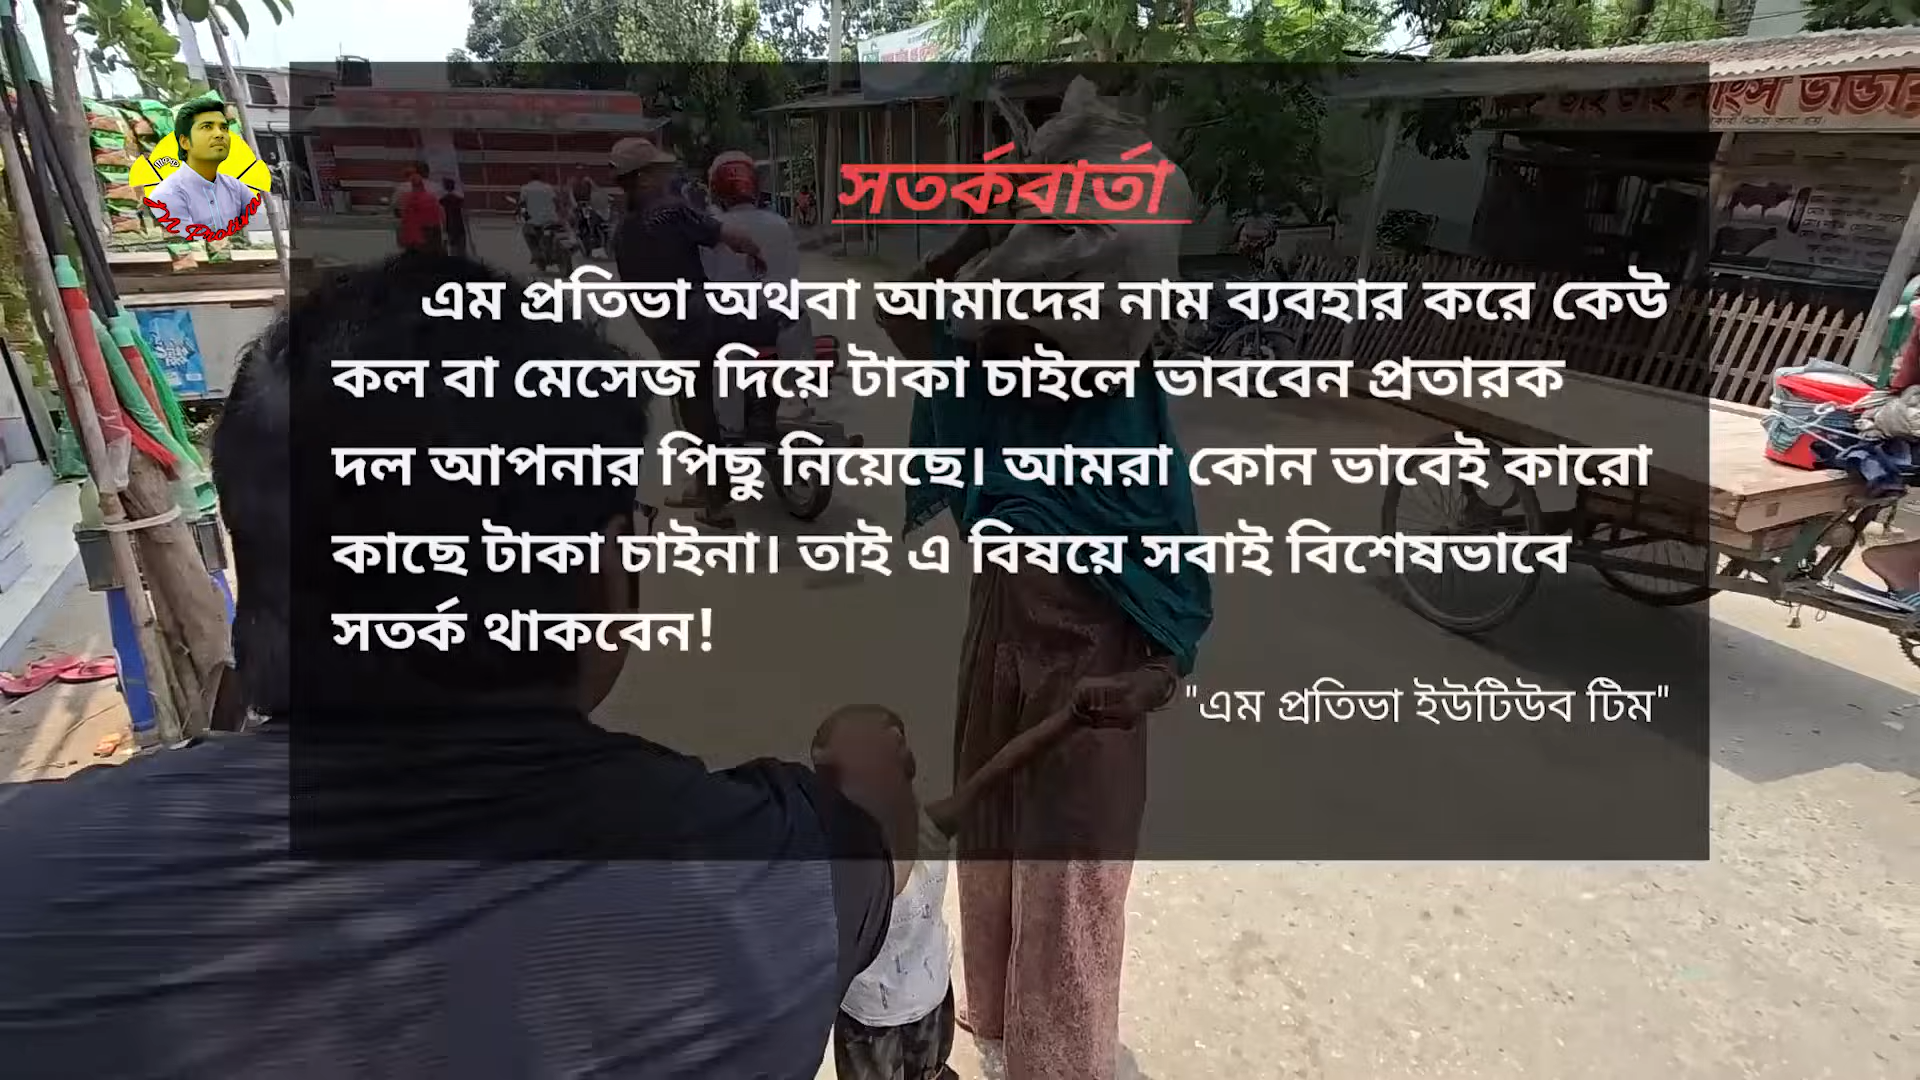 সতর্কবার্তা
এম প্রতিভা অথবা আমাদের নাম ব্যবহার করে কেউ
কল বা মেসেজ দিয়ে টাকা চাইলে ভাববেন প্রতারক
দল আপনার পিছু নিয়েছে। আমরা কোন ভাবেই কারো
কাছে টাকা চাইনা। তাই এ বিষয়ে সবাই বিশেষভাবে
সতর্ক থাকবেন!
"এম প্রতিভা ইউটিউব টিম"
M Prottva
মাংস ভান্ডার